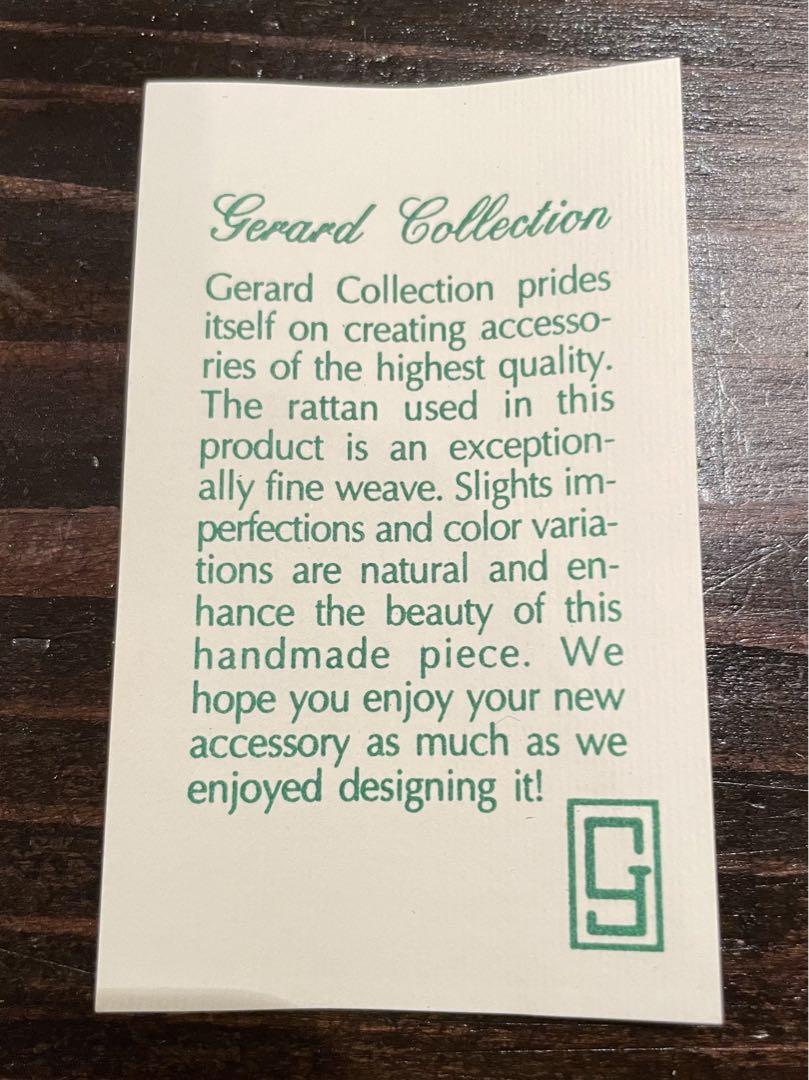 Gerard Collection
Gerard Collection prides
itself on creating accesso-
ries of the highest quality.
The rattan used in this
product is an exception-
ally fine weave. Slights im-
perfections and color varia-
tions are natural and en-
hance the beauty of this
handmade piece. We
hope you enjoy your new
accessory as much as we
enjoyed designing it!
G